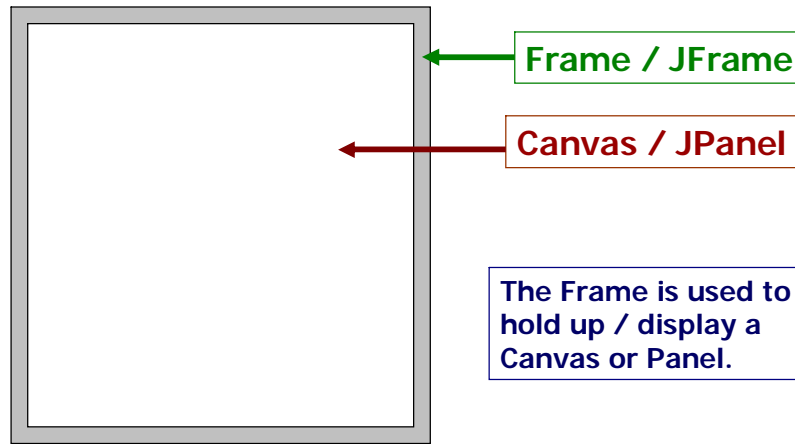 Frame / JFrame
Canvas / JPanel
The Frame is used to
hold up / display a
Canvas or Panel.